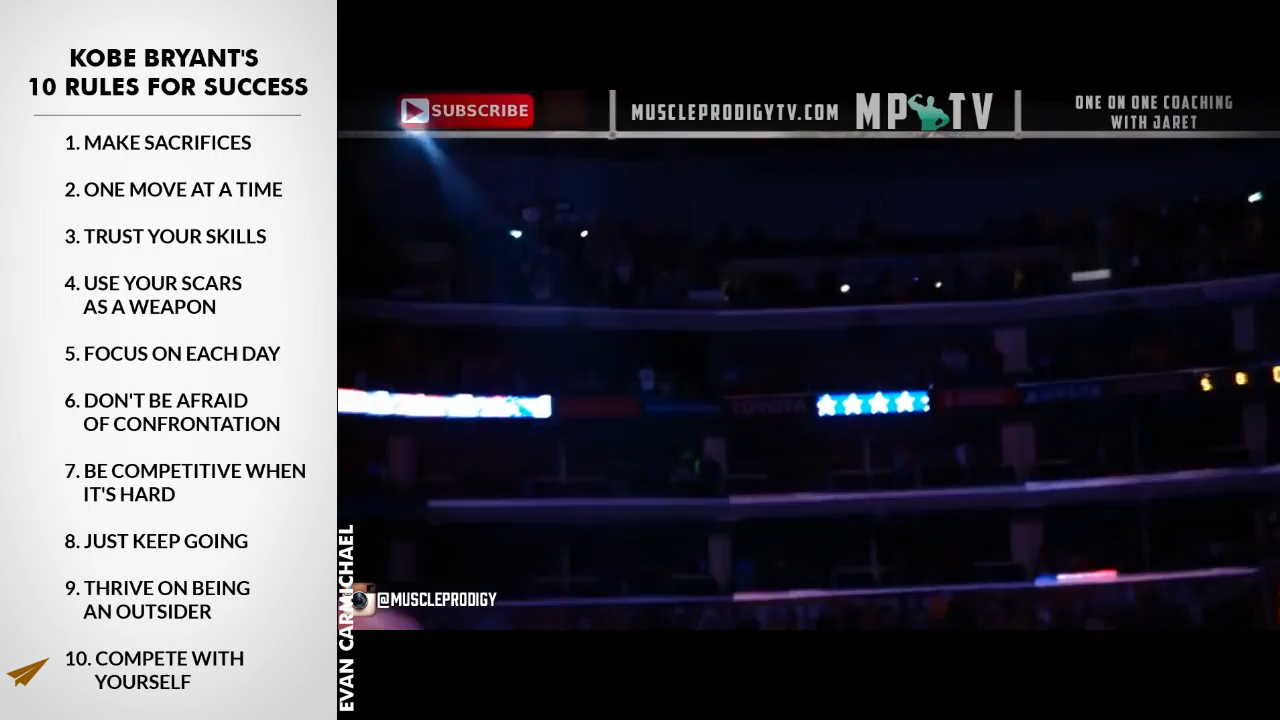 KOBE BRYANT'S
10 RULES FOR SUCCESS
1. MAKE SACRIFICES
2. ONE MOVE AT A TIME
3. TRUST YOUR SKILLS
4. USE YOUR SCARS
AS A WEAPON
5. FOCUS ON EACH DAY
6. DON'T BE AFRAID
OF CONFRONTATION
7. BE COMPETITIVE WHEN
IT'S HARD
8. JUST KEEP GOING
9. THRIVE ON BEING
AN OUTSIDER
10. COMPETE WITH
YOURSELF
EVAN CARMICHAEL
SUBSCRIBE
MUSCLEPRODIGYTV.COM
MP TV
ONE ON ONE COACHING
WITH JARET
TOYOTA
@MUSCLEPRODIGY